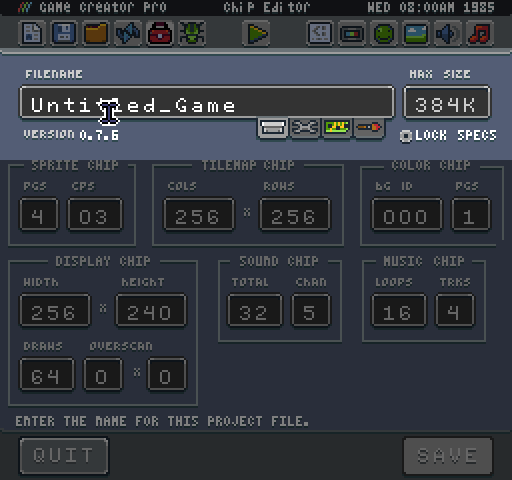 GAME CREATOR PRO CHIP EDITOR WED 08:00AM 1985
FILENAME MAX SIZE
Untitled_Game 384K
VERSION 0.7.6 LOCK SPECS
SPRITE CHIP TILEMAP CHIP COLOR CHIP
PGS CPS COLS ROWS BG ID PGS
4 03 256 x 256 000 1
DISPLAY CHIP SOUND CHIP MUSIC CHIP
WIDTH HEIGHT TOTAL CHAN LOOPS TRKS
256 x 240 32 5 16 4
DRAWS OVERSCAN
64 0 x 0
ENTER THE NAME FOR THIS PROJECT FILE.
QUIT SAVE